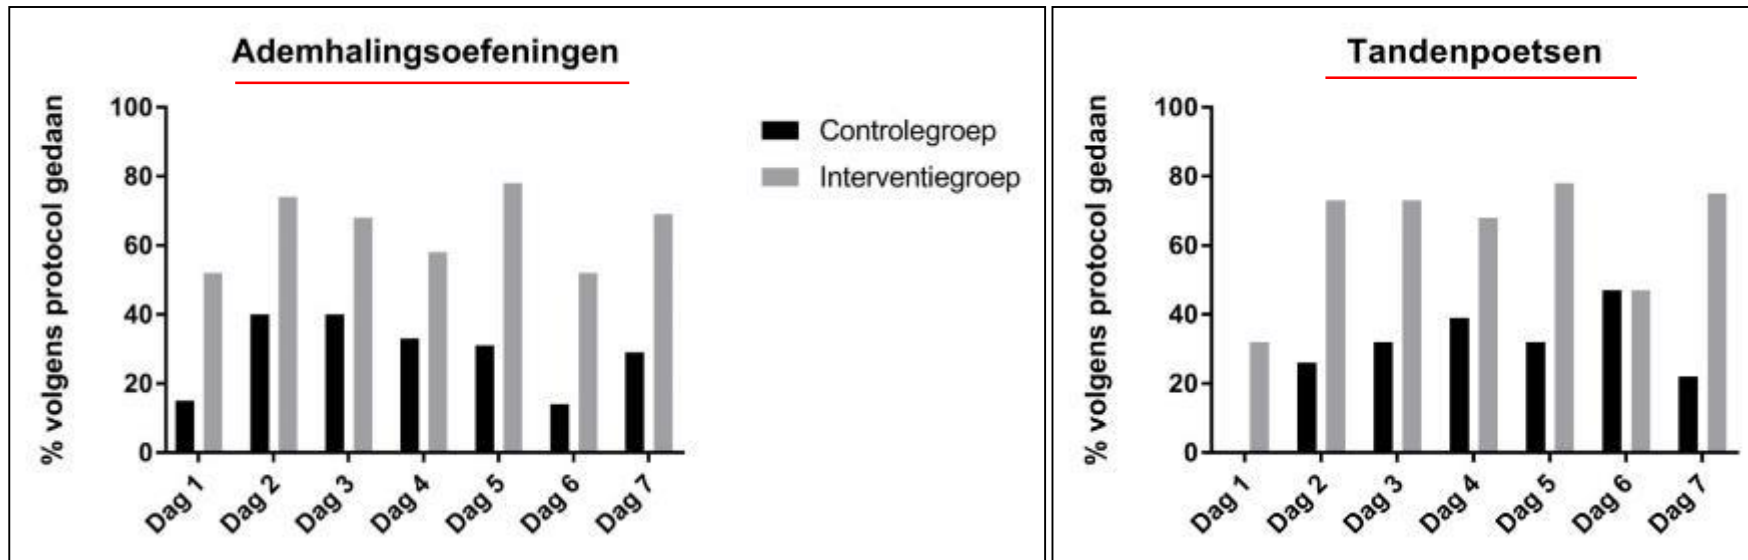 Ademhalingsoefeningen
% volgens protocol gedaan
100
80
60
40
20
0
Dag 1
Dag 2
Dag 3
Dag 4
Dag 5
Dag 6
Dag 7
Controlegroep
Interventiegroep
Tandenpoetsen
% volgens protocol gedaan
100
80
60
40
20
0
Dag 1
Dag 2
Dag 3
Dag 4
Dag 5
Dag 6
Dag 7